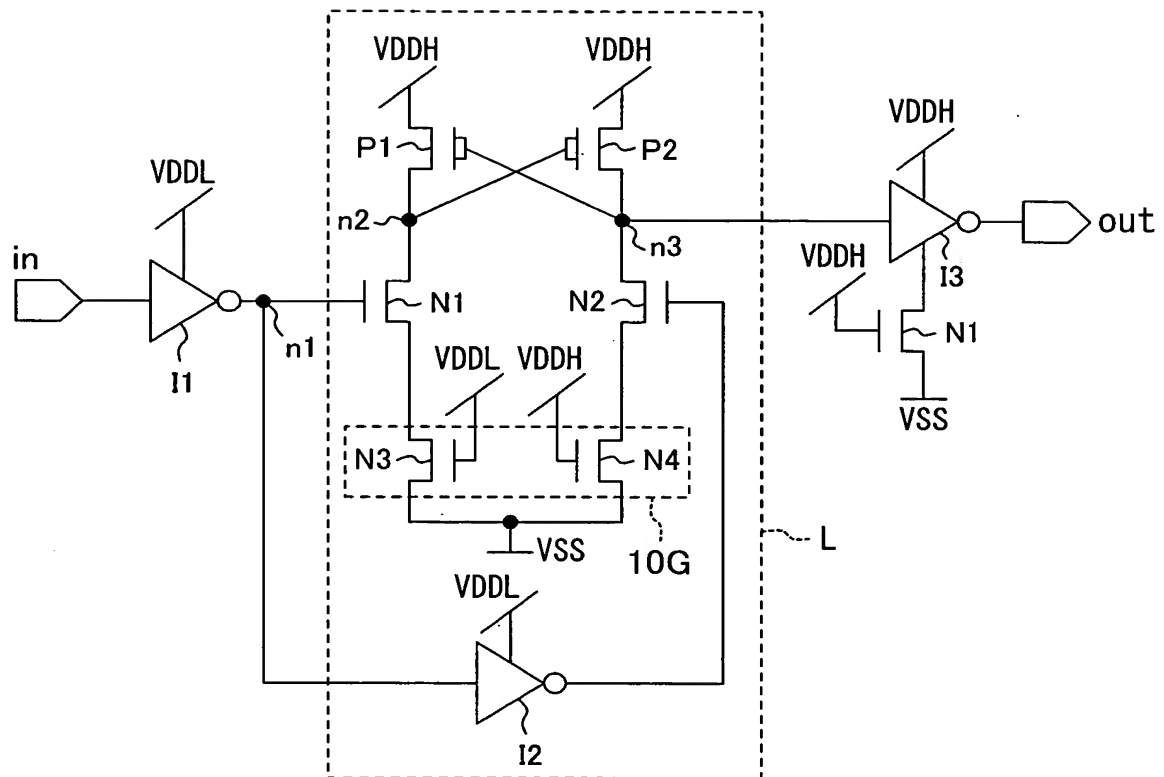 VDDH
VDDH
P1
P2
VDDH
VDDL
n2
n3
out
in
I3
VDDH
N1
N2
n1
N1
VDDL
VDDH
I1
VSS
N3
N4
VSS
10G
L
VDDL
I2